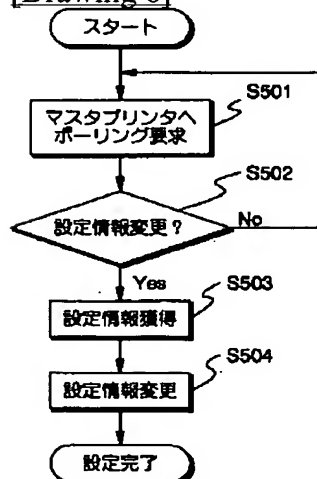 スタート
S501
マスタプリンタへ
ポーリング要求
S502
設定情報変更?
No
Yes
S503
設定情報獲得
S504
設定情報変更
設定完了